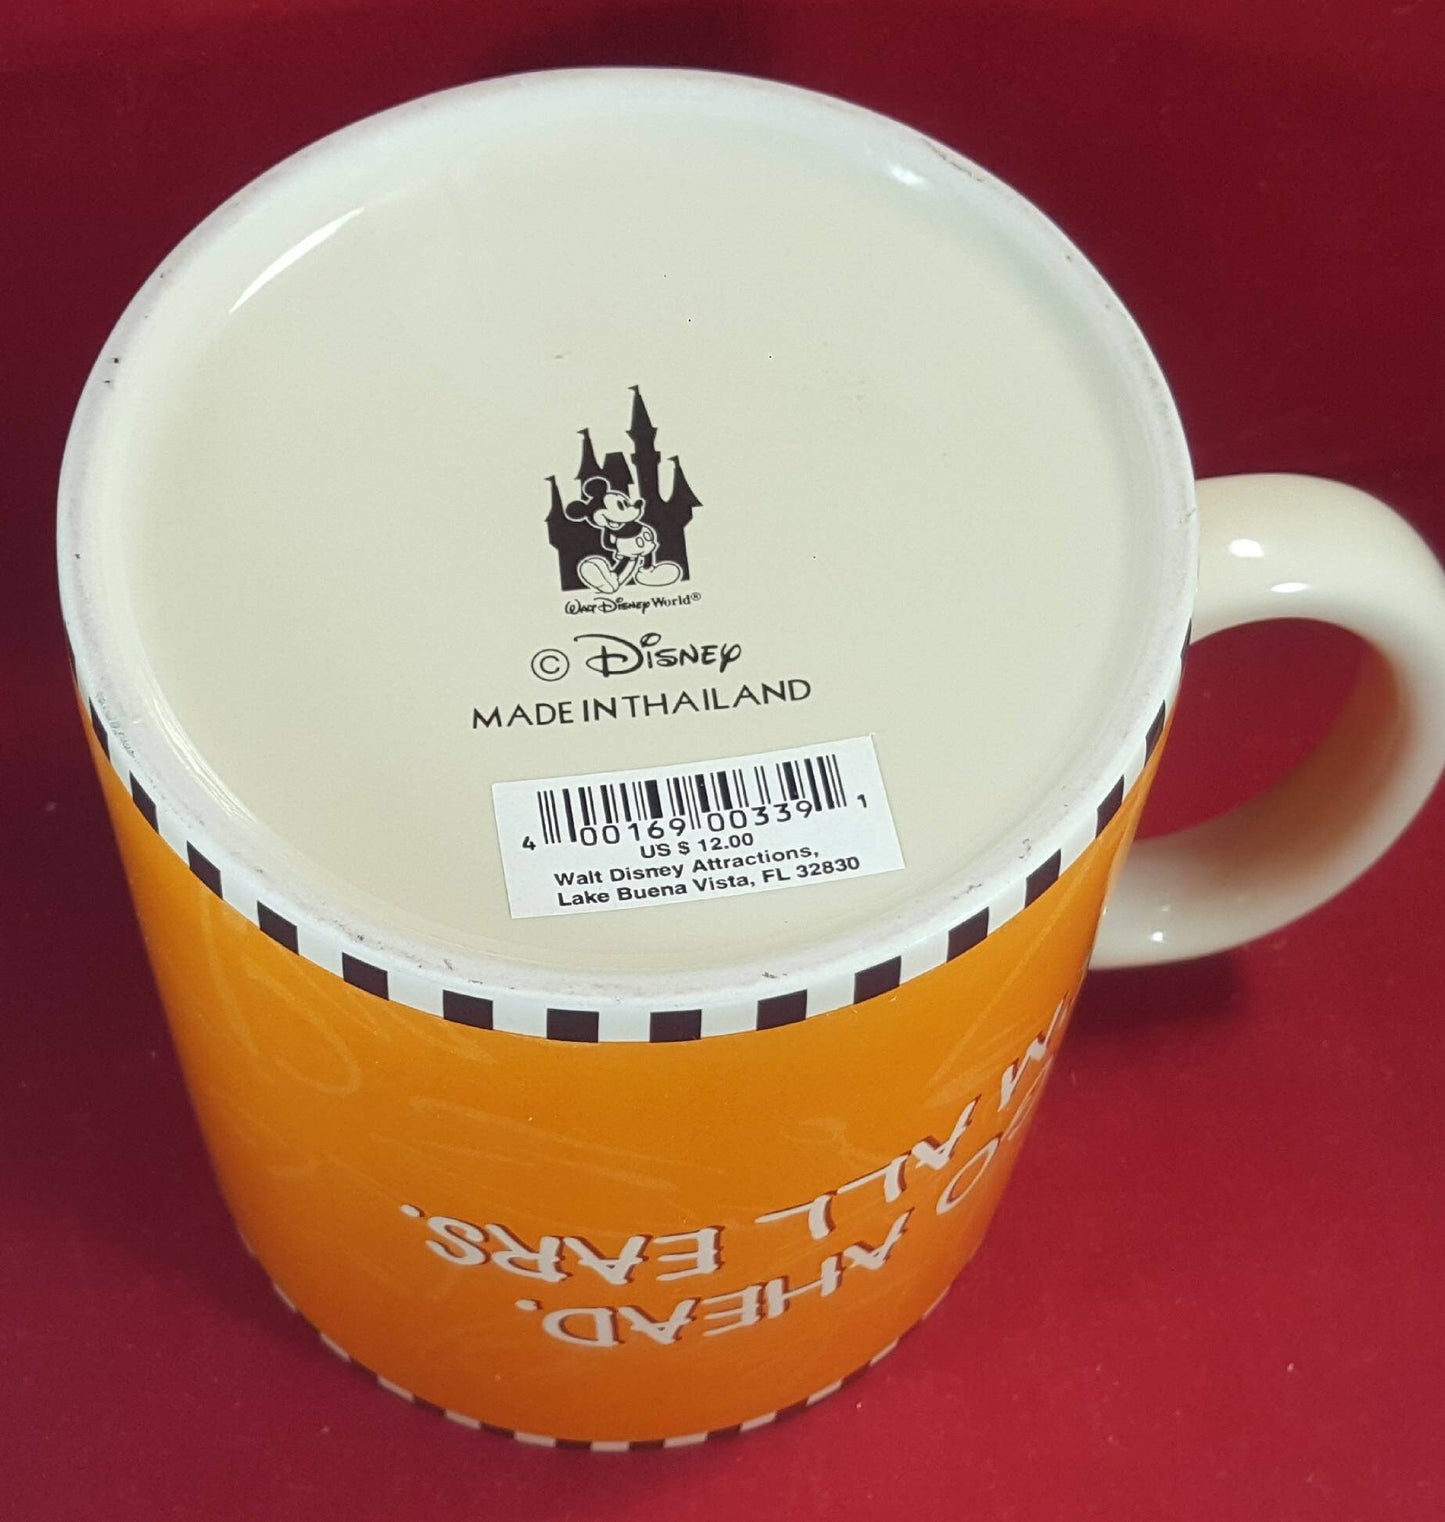 Walt Disney World®
© Disney
MADE IN THAILAND
4 00169 00339 1
US $ 12.00
Walt Disney Attractions,
Lake Buena Vista, FL 32830
GO AHEAD.
I'M ALL EARS.